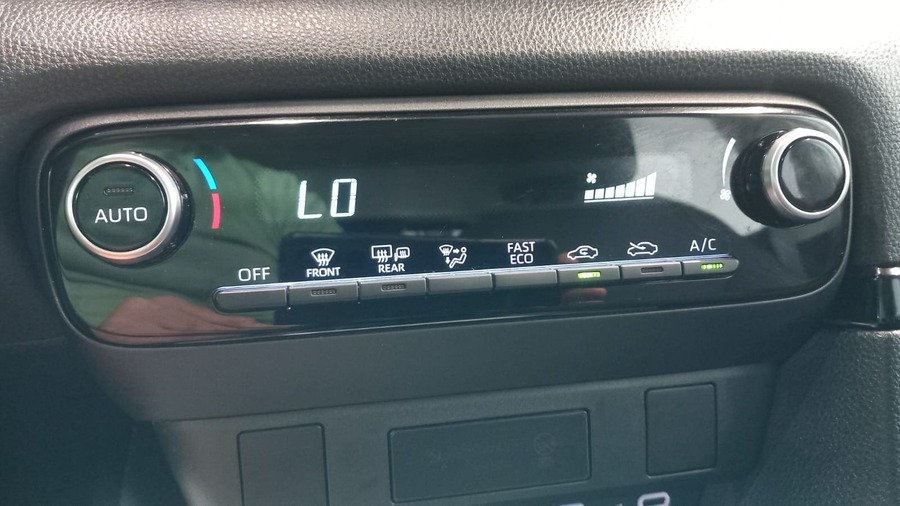 AUTO
LO
OFF
FRONT
REAR
FAST
ECO
A/C